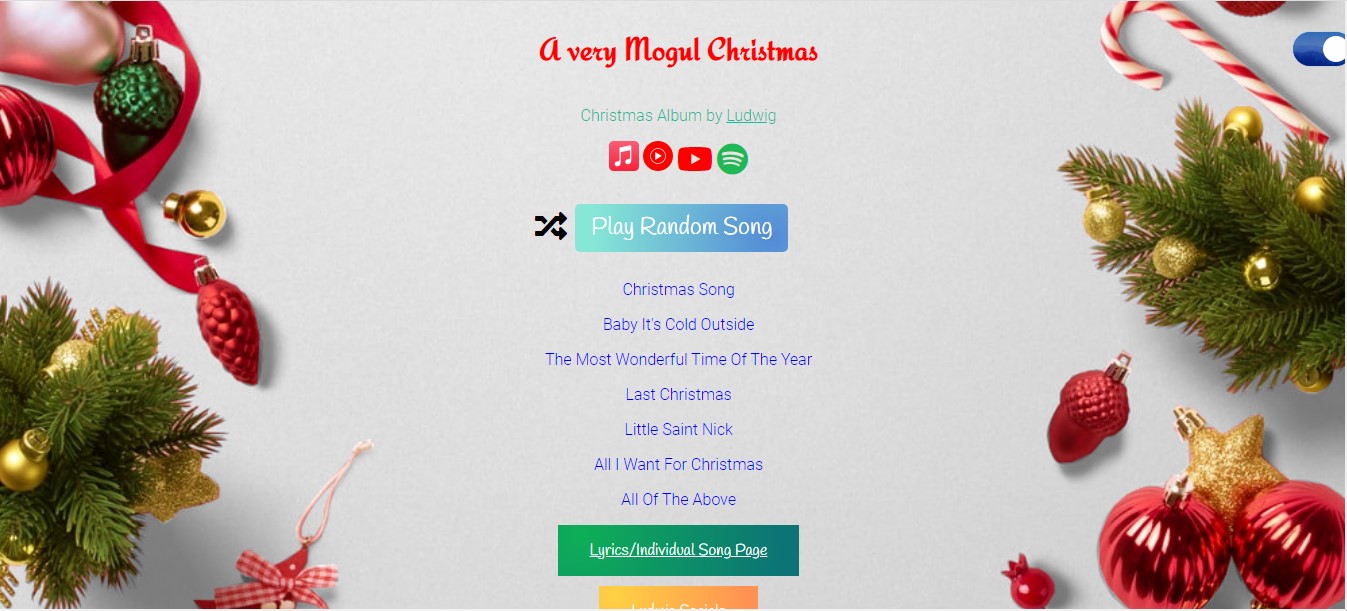 A very Mogul Christmas
Christmas Album by Ludwig
Play Random Song
Christmas Song
Baby It's Cold Outside
The Most Wonderful Time Of The Year
Last Christmas
Little Saint Nick
All I Want For Christmas
All Of The Above
Lyrics/Individual Song Page
Ludwig Socials